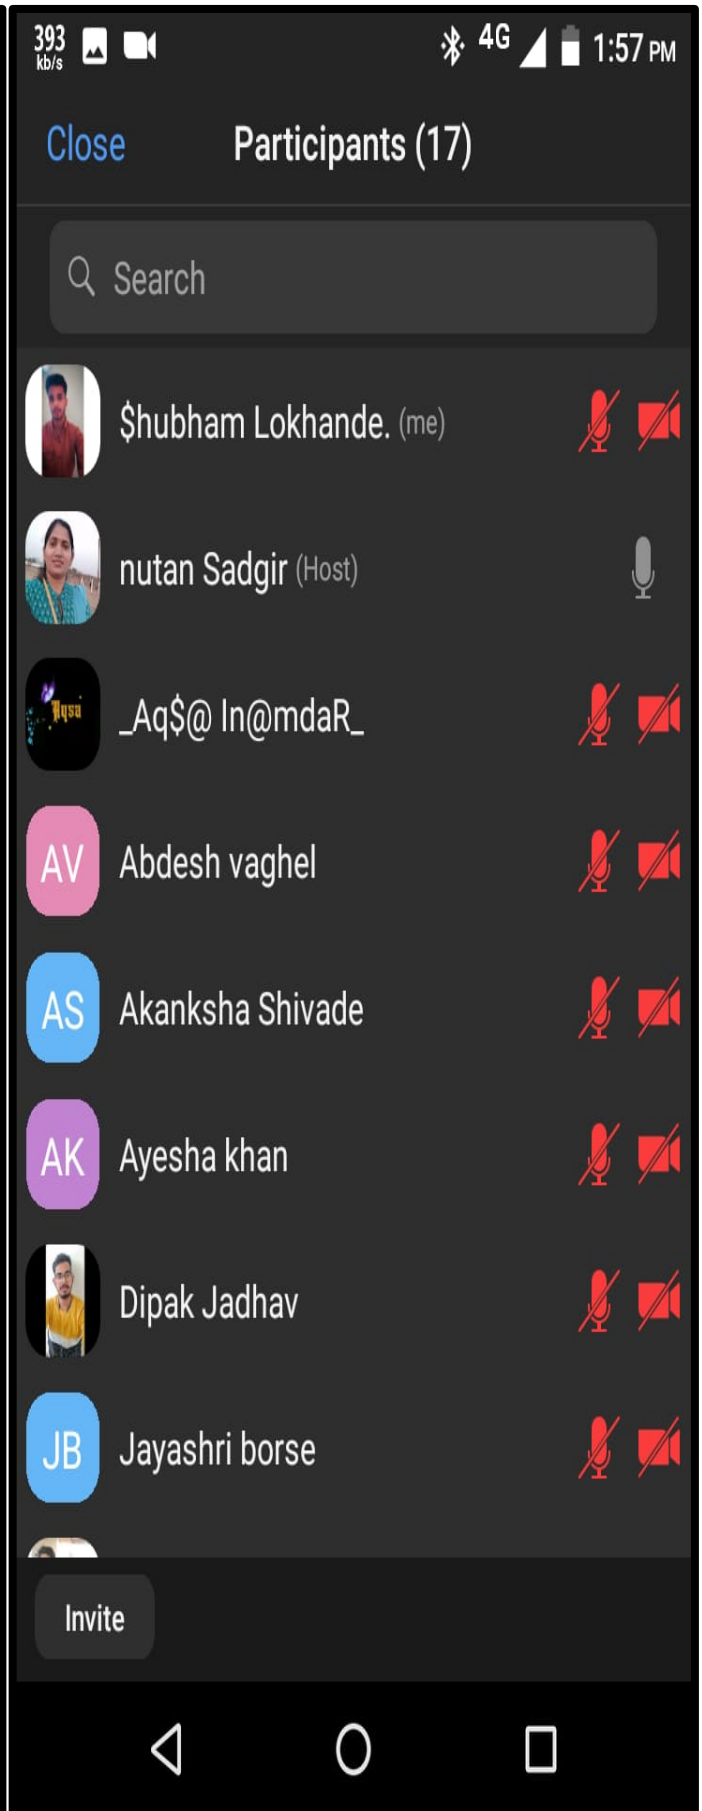 393 kb/s 4G 1:57 PM
Close Participants (17)
Search
$hubham Lokhande. (me)
nutan Sadgir (Host)
Aysa _Aq$@ In@mdaR_
AV Abdesh vaghel
AS Akanksha Shivade
AK Ayesha khan
Dipak Jadhav
JB Jayashri borse
Invite